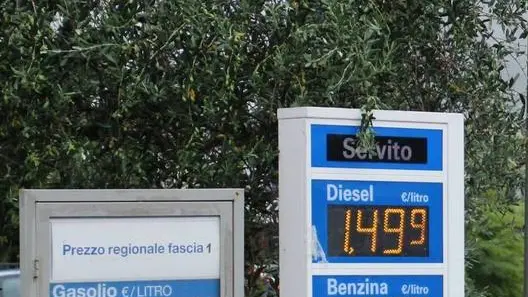 Prezzo regionale fascia 1
Gasolio €/LITRO
Servito
Diesel €/litro
1.499
Benzina €/litro